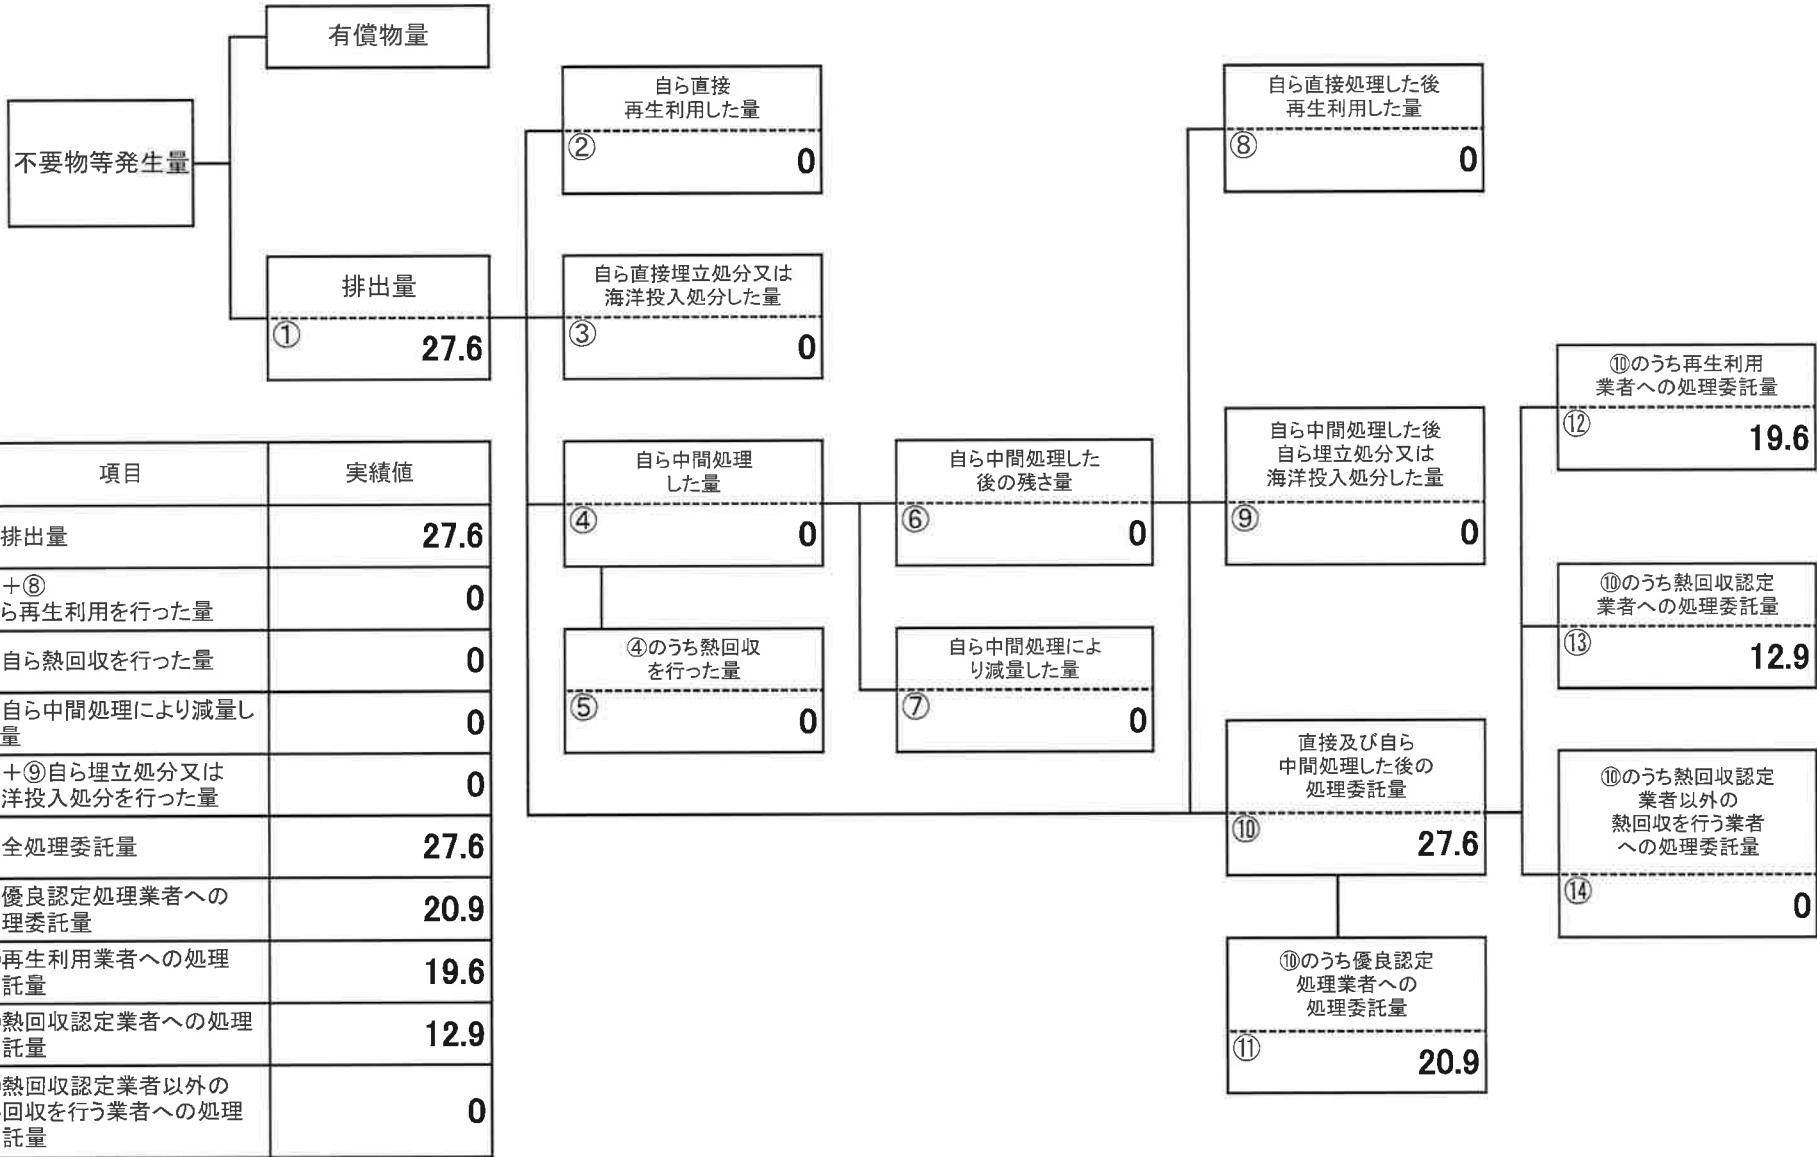 有償物量
不要物等発生量
排出量
①
27.6
自ら直接
再生利用した量
②
0
自ら直接埋立処分又は
海洋投入処分した量
③
0
自ら中間処理
した量
④
0
④のうち熱回収
を行った量
⑤
0
自ら中間処理した
後の残さ量
⑥
0
自ら中間処理によ
り減量した量
⑦
0
自ら直接処理した後
再生利用した量
⑧
0
自ら中間処理した後
自ら埋立処分又は
海洋投入処分した量
⑨
0
直接及び自ら
中間処理した後の
処理委託量
⑩
27.6
⑩のうち優良認定
処理業者への
処理委託量
⑪
20.9
⑩のうち再生利用
業者への処理委託量
⑫
19.6
⑩のうち熱回収認定
業者への処理委託量
⑬
12.9
⑩のうち熱回収認定
業者以外の
熱回収を行う業者
への処理委託量
⑭
0
項目 実績値
排出量 27.6
+⑧
ら再生利用を行った量 0
自ら熱回収を行った量 0
自ら中間処理により減量し
量 0
+⑨自ら埋立処分又は
洋投入処分を行った量 0
全処理委託量 27.6
優良認定処理業者への
理委託量 20.9
再生利用業者への処理
託量 19.6
熱回収認定業者への処理
託量 12.9
熱回収認定業者以外の
回収を行う業者への処理
託量 0